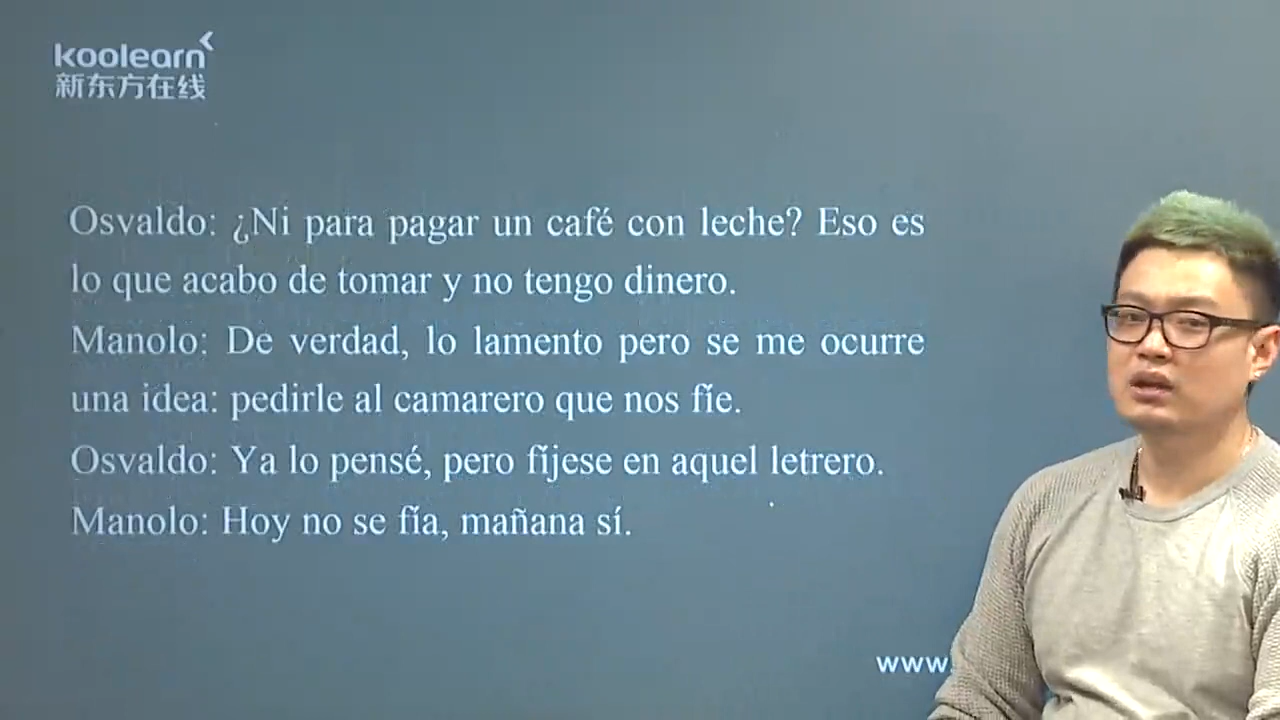 koolearn
新东方在线
Osvaldo: ¿Ni para pagar un café con leche? Eso es
lo que acabo de tomar y no tengo dinero.
Manolo: De verdad, lo lamento pero se me ocurre
una idea: pedirle al camarero que nos fíe.
Osvaldo: Ya lo pensé, pero fíjese en aquel letrero.
Manolo: Hoy no se fía, mañana sí.
www.